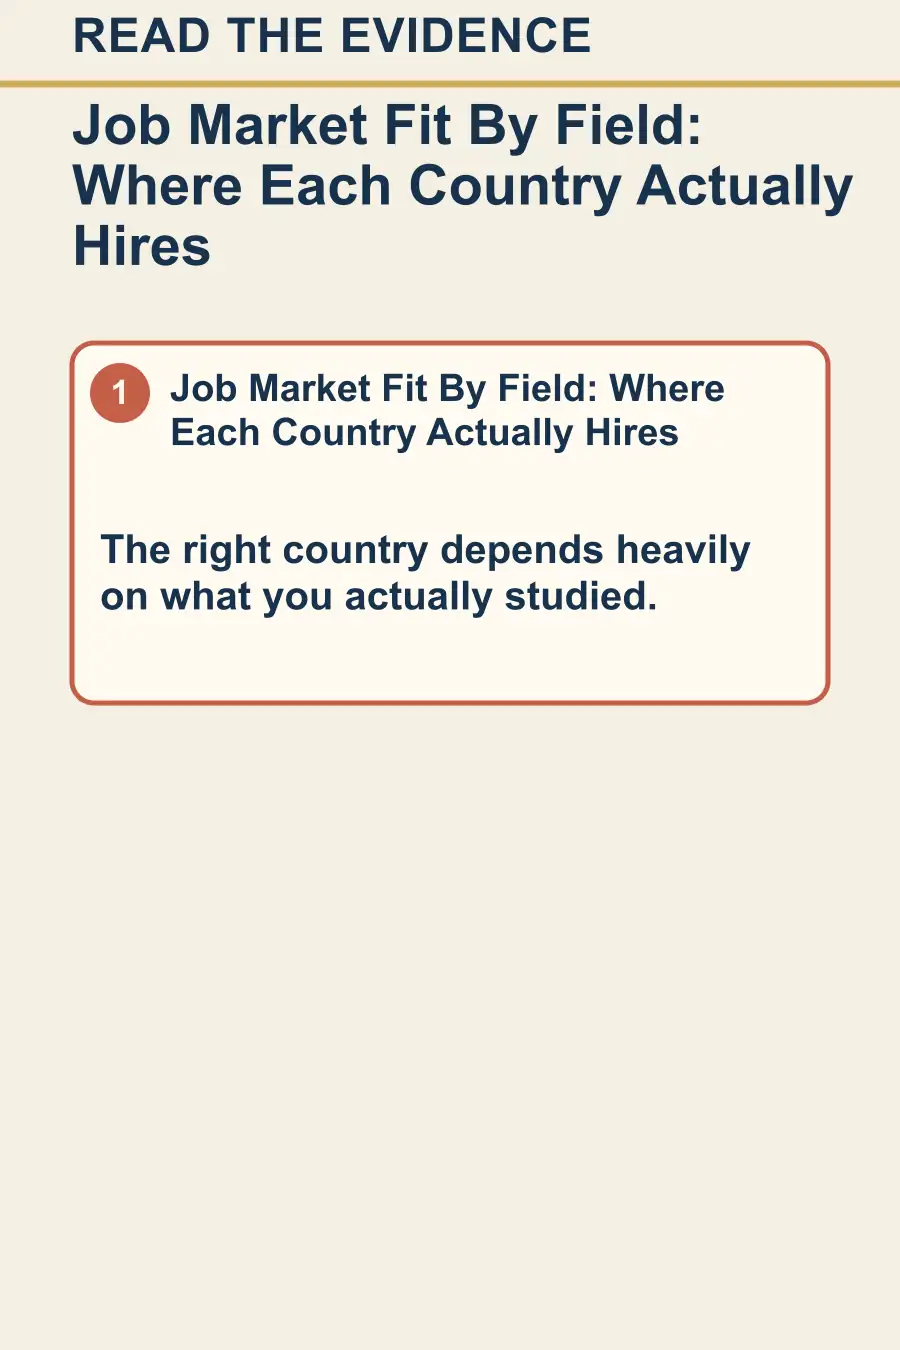 READ THE EVIDENCE
Job Market Fit By Field:
Where Each Country Actually
Hires
1
Job Market Fit By Field: Where
Each Country Actually Hires
The right country depends heavily
on what you actually studied.